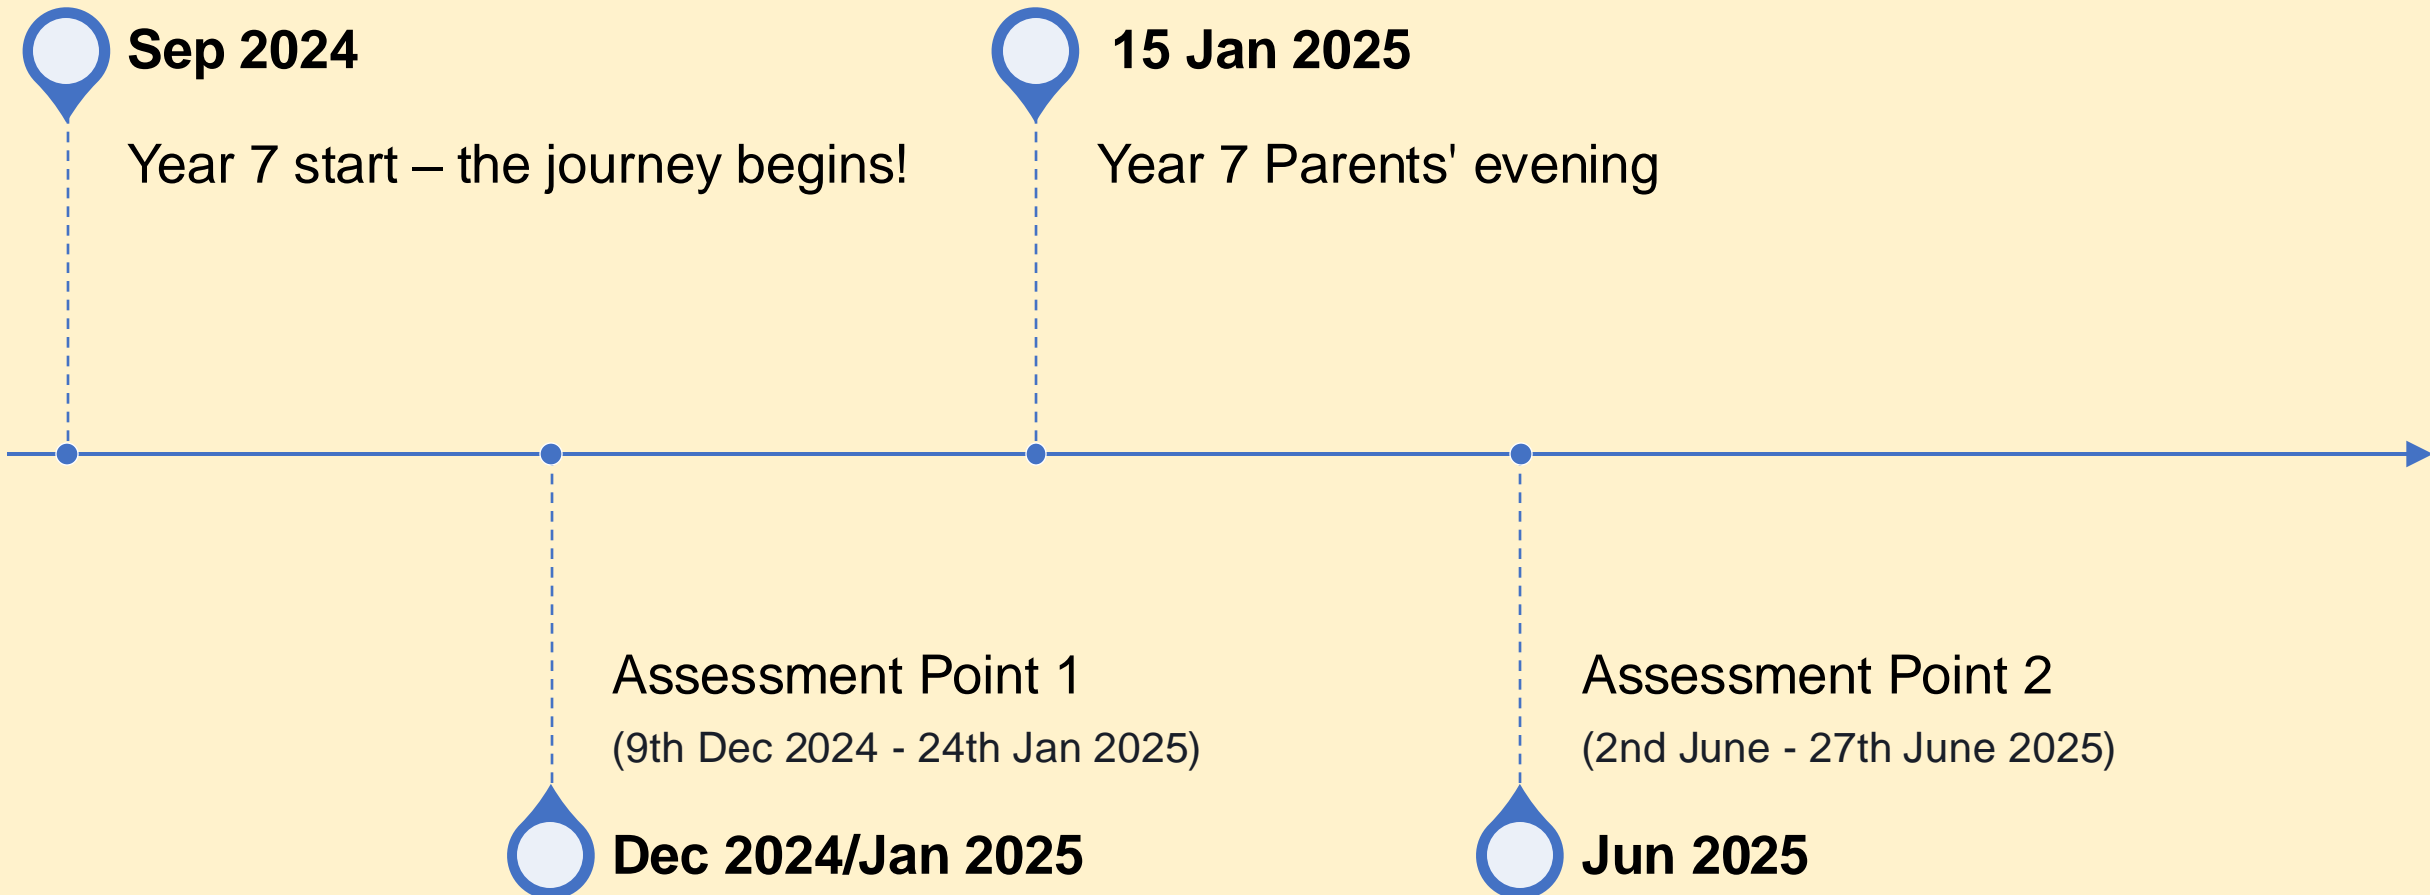 Sep 2024
Year 7 start – the journey begins!
15 Jan 2025
Year 7 Parents' evening
Assessment Point 1
(9th Dec 2024 - 24th Jan 2025)
Dec 2024/Jan 2025
Assessment Point 2
(2nd June - 27th June 2025)
Jun 2025